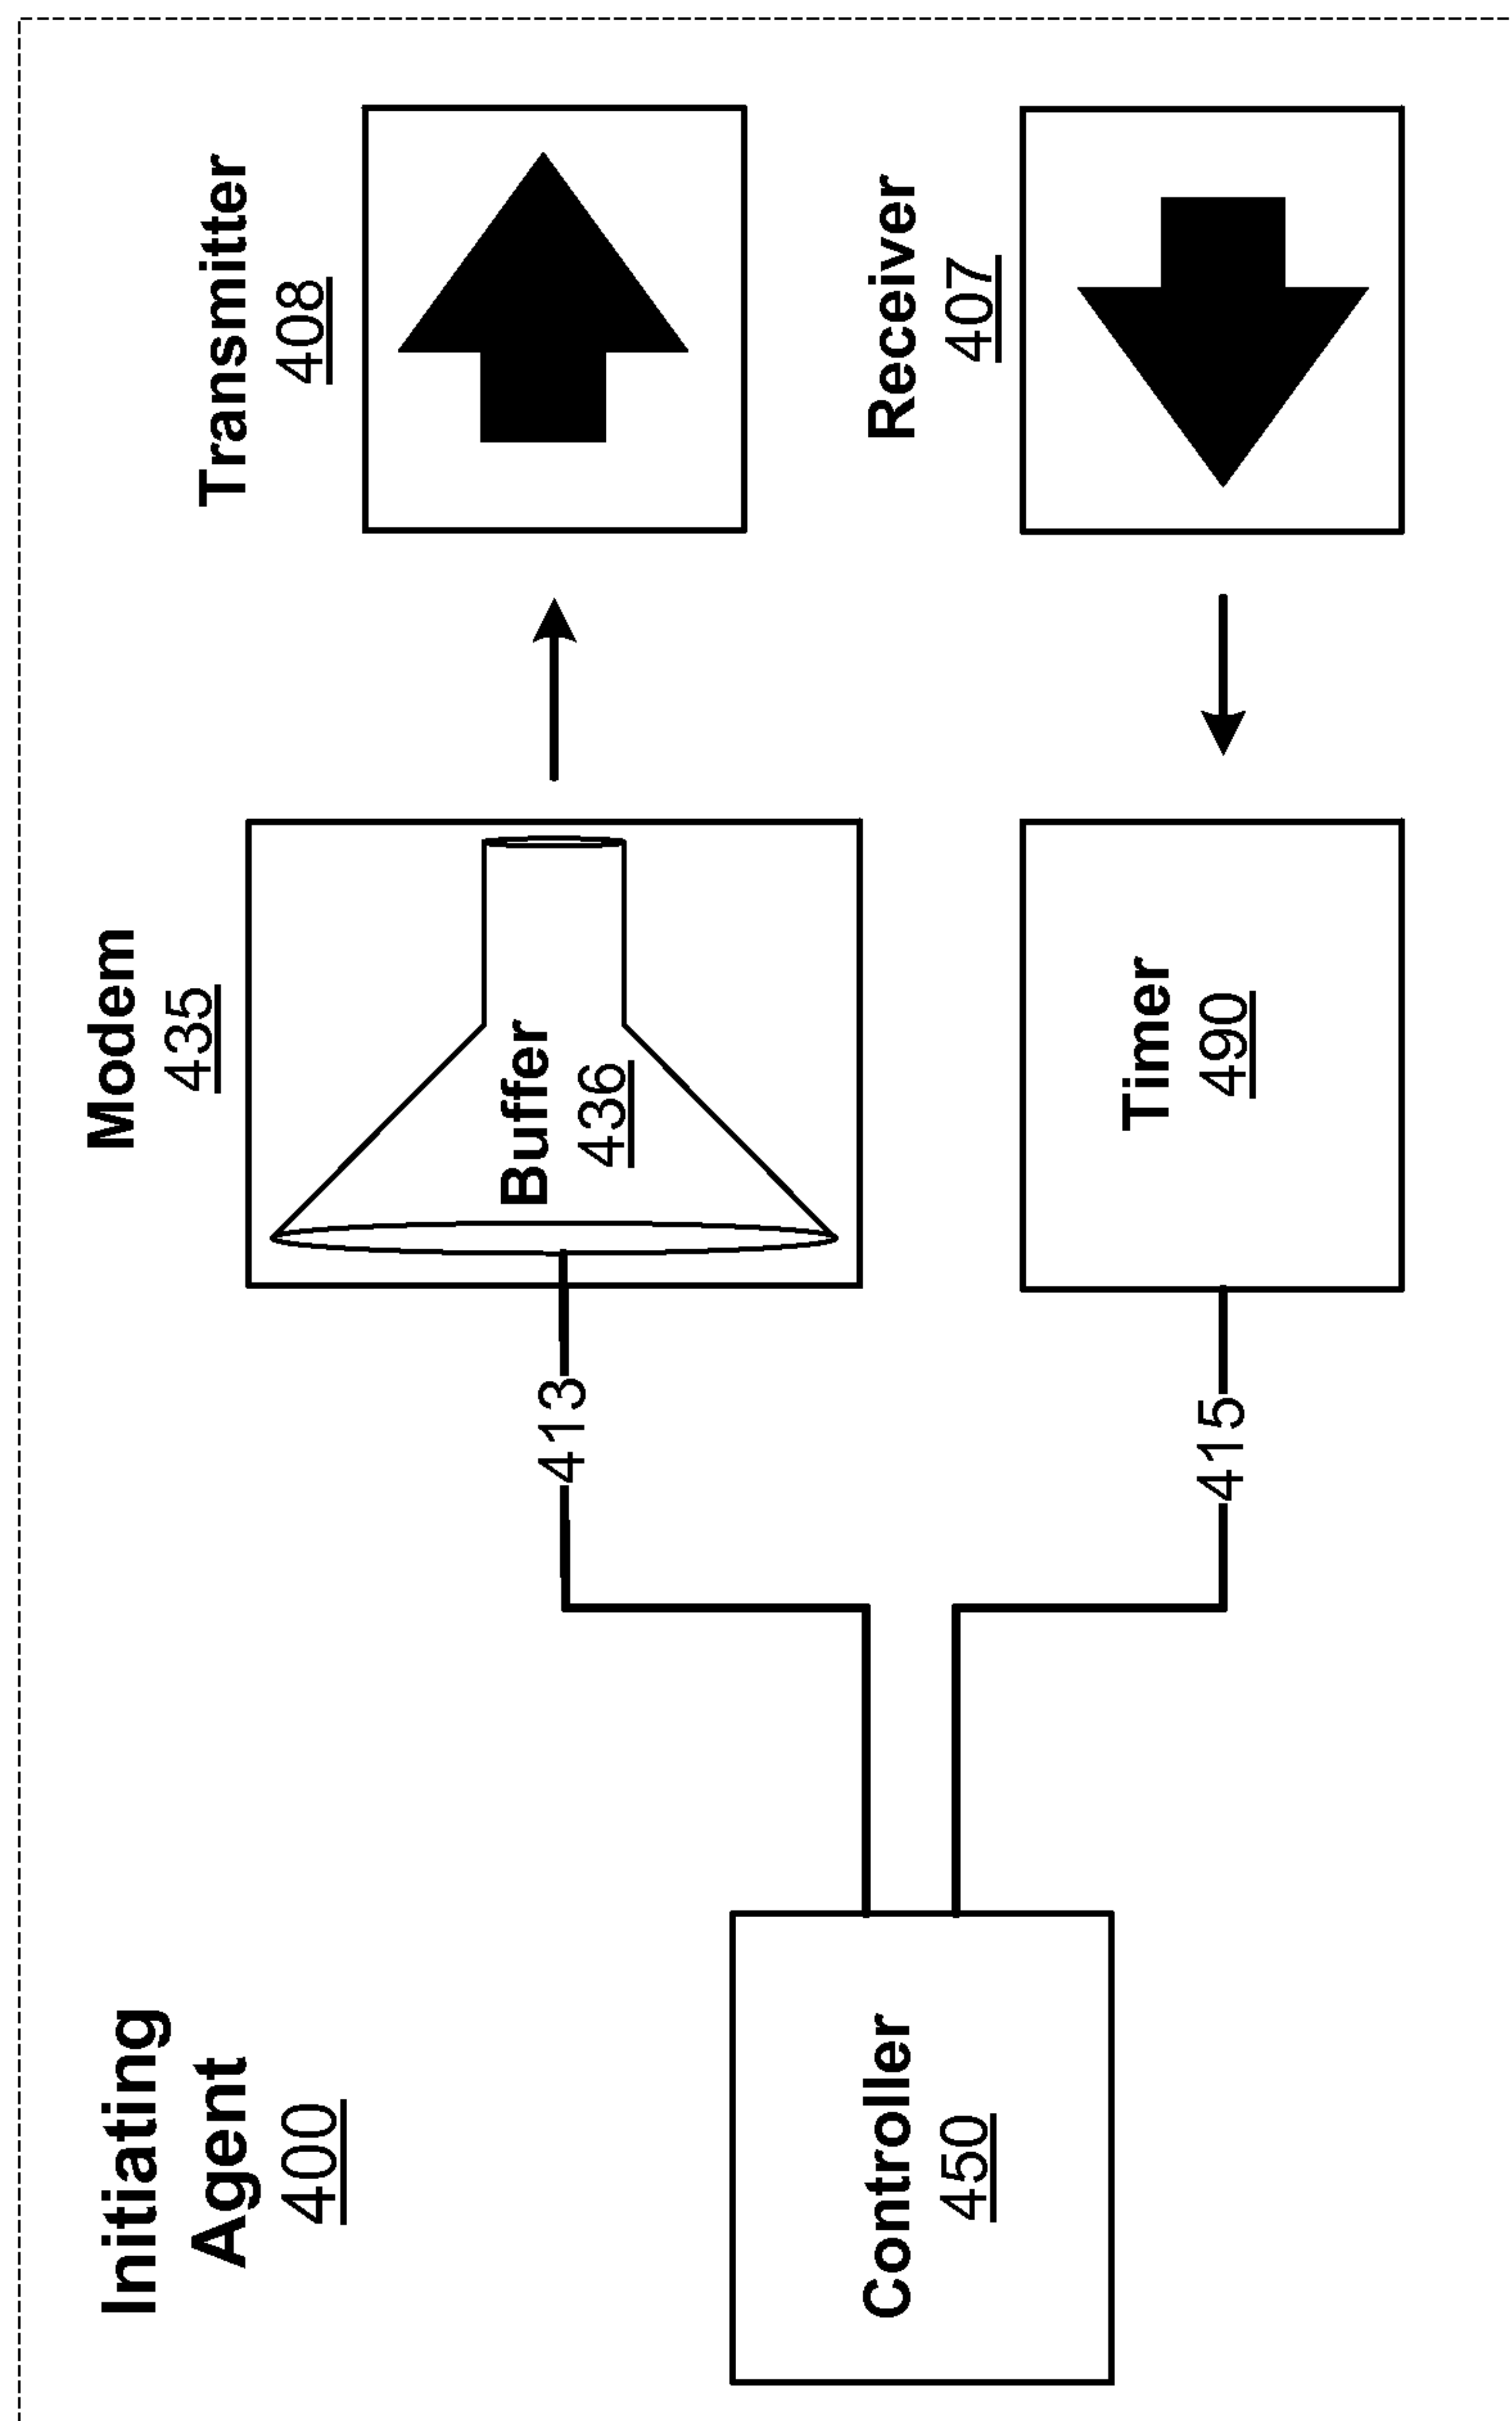 Initiating
Agent
400
Modem
435
Transmitter
408
Buffer
436
413
Controller
450
415
Timer
490
Receiver
407